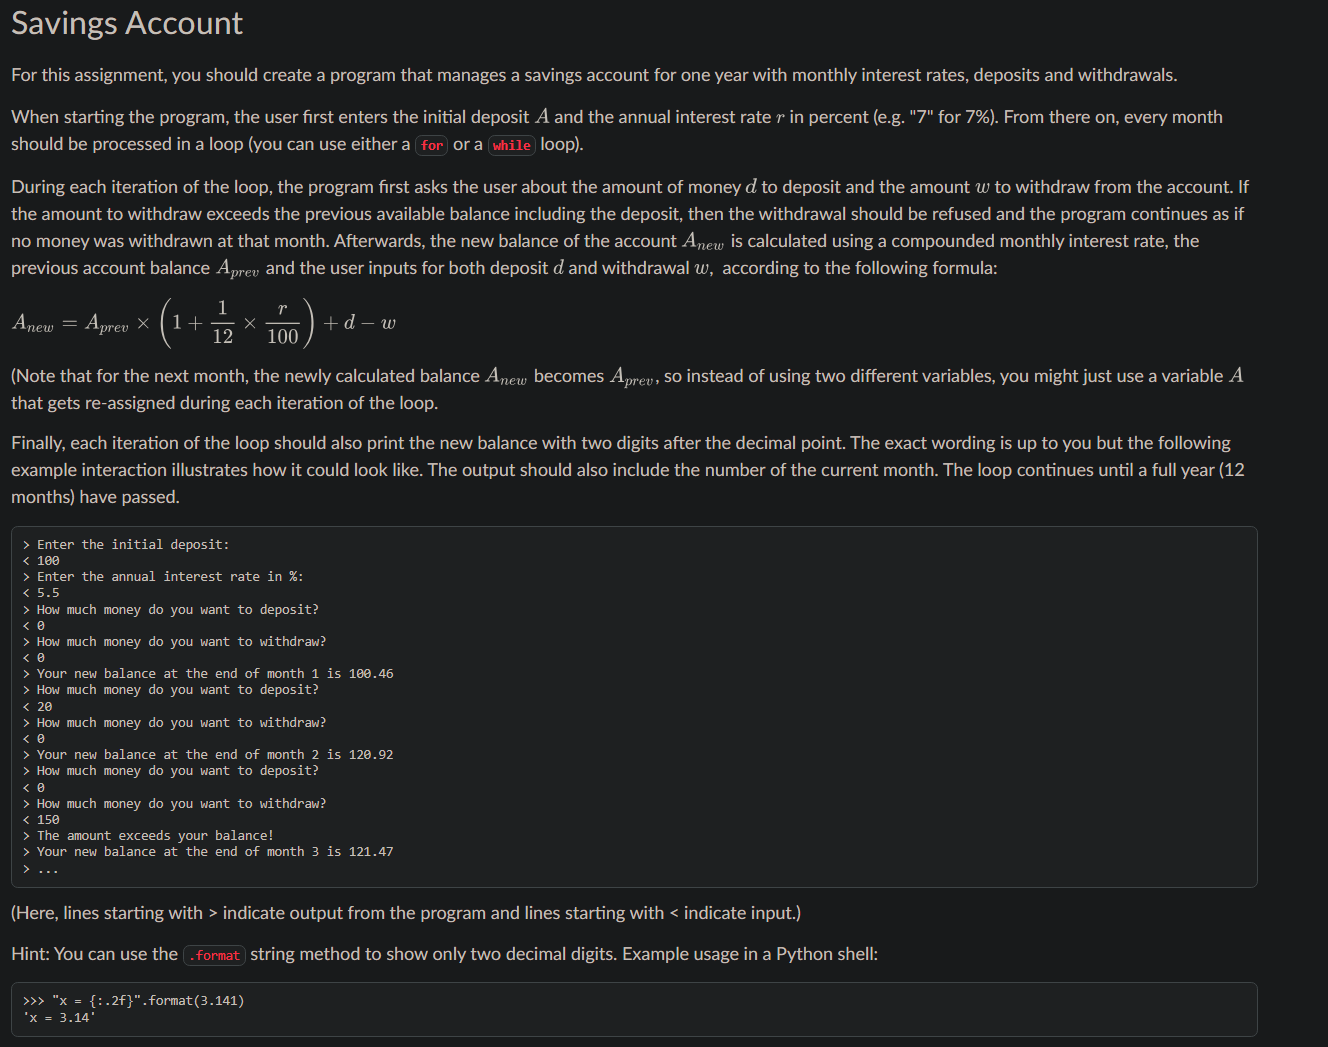 Savings Account
For this assignment, you should create a program that manages a savings account for one year with monthly interest rates, deposits and withdrawals.
When starting the program, the user first enters the initial deposit A and the annual interest rate r in percent (e.g. "7" for 7%). From there on, every month
should be processed in a loop (you can use either a for or a while loop).
During each iteration of the loop, the program first asks the user about the amount of money d to deposit and the amount w to withdraw from the account. If
the amount to withdraw exceeds the previous available balance including the deposit, then the withdrawal should be refused and the program continues as if
no money was withdrawn at that month. Afterwards, the new balance of the account A_new is calculated using a compounded monthly interest rate, the
previous account balance A_prev and the user inputs for both deposit d and withdrawal w, according to the following formula:
A_new = A_prev × (1 + 1/12 × r/100) + d − w
(Note that for the next month, the newly calculated balance A_new becomes A_prev, so instead of using two different variables, you might just use a variable A
that gets re-assigned during each iteration of the loop.
Finally, each iteration of the loop should also print the new balance with two digits after the decimal point. The exact wording is up to you but the following
example interaction illustrates how it could look like. The output should also include the number of the current month. The loop continues until a full year (12
months) have passed.
> Enter the initial deposit:
< 100
> Enter the annual interest rate in %:
< 5.5
> How much money do you want to deposit?
< 0
> How much money do you want to withdraw?
< 0
> Your new balance at the end of month 1 is 100.46
> How much money do you want to deposit?
< 20
> How much money do you want to withdraw?
< 0
> Your new balance at the end of month 2 is 120.92
> How much money do you want to deposit?
< 0
> How much money do you want to withdraw?
< 150
> The amount exceeds your balance!
> Your new balance at the end of month 3 is 121.47
> ...
(Here, lines starting with > indicate output from the program and lines starting with < indicate input.)
Hint: You can use the .format string method to show only two decimal digits. Example usage in a Python shell:
>>> "x = {:.2f}".format(3.141)
'x = 3.14'